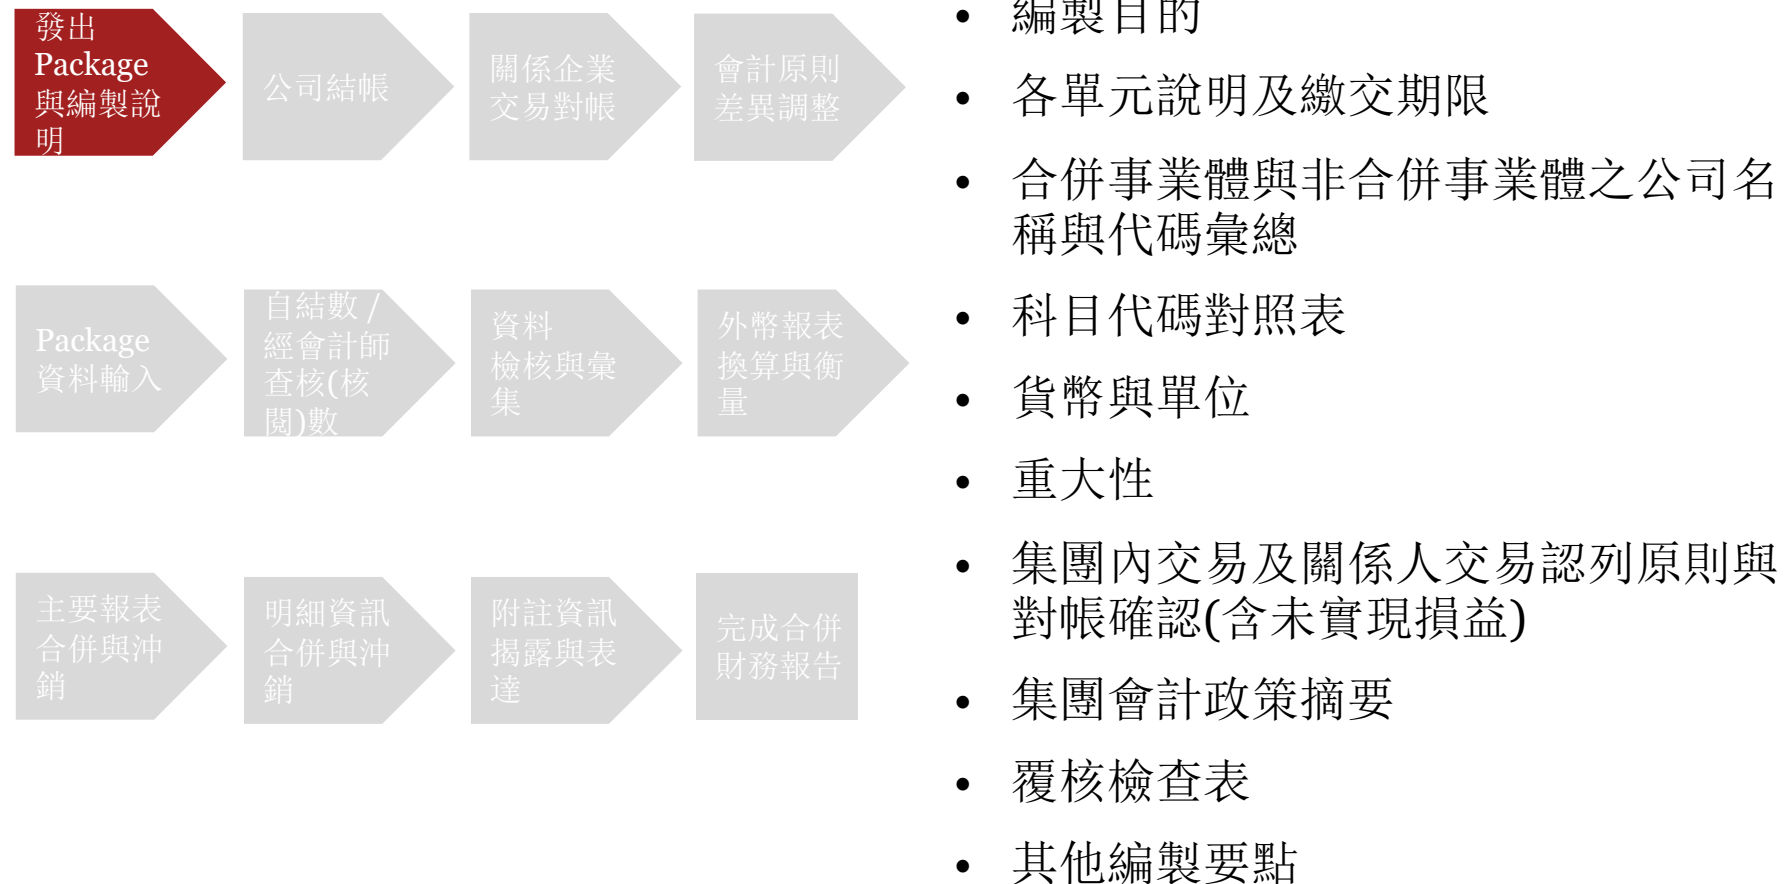 發出
Package
與編製說
明
公司結帳
關係企業
交易對帳
會計原則
差異調整
Package
資料輸入
自結數 /
經會計師
查核(核
閱)數
資料
檢核與彙
集
外幣報表
換算與衡
量
主要報表
合併與沖
銷
明細資訊
合併與沖
銷
附註資訊
揭露與表
達
完成合併
財務報告
• 編製目的
• 各單元說明及繳交期限
• 合併事業體與非合併事業體之公司名
稱與代碼彙總
• 科目代碼對照表
• 貨幣與單位
• 重大性
• 集團內交易及關係人交易認列原則與
對帳確認(含未實現損益)
• 集團會計政策摘要
• 覆核檢查表
• 其他編製要點